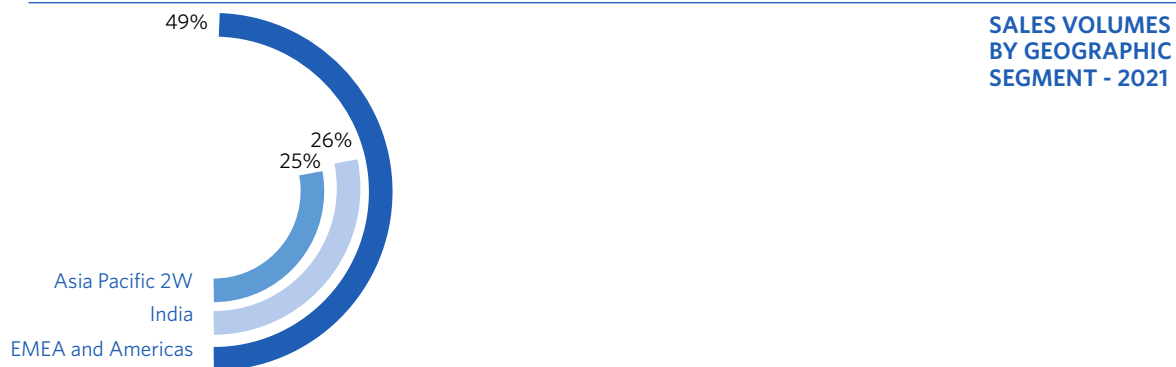 49%
SALES VOLUMES
BY GEOGRAPHIC
SEGMENT - 2021
26%
25%
Asia Pacific 2W
India
EMEA and Americas